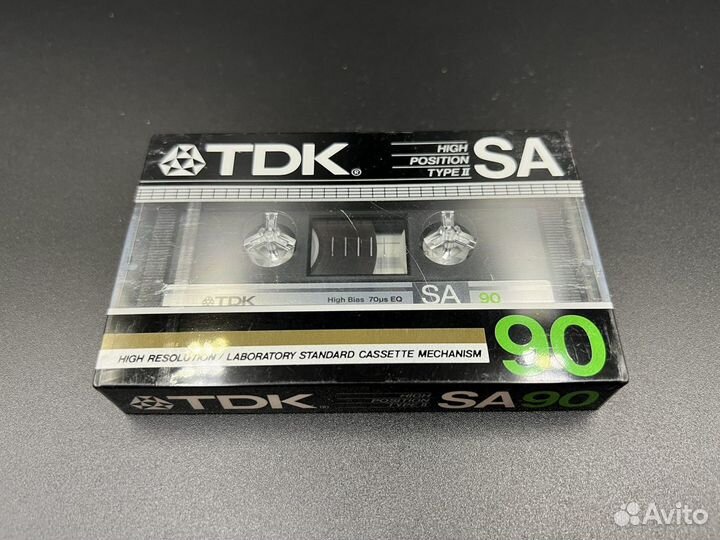 TDK®
HIGH
POSITION
TYPE II
SA
TDK
High Bias 70μs EQ
SA 90
HIGH RESOLUTION / LABORATORY STANDARD CASSETTE MECHANISM
90
TDK
HIGH
POSITION
TYPE II
SA 90
Avito